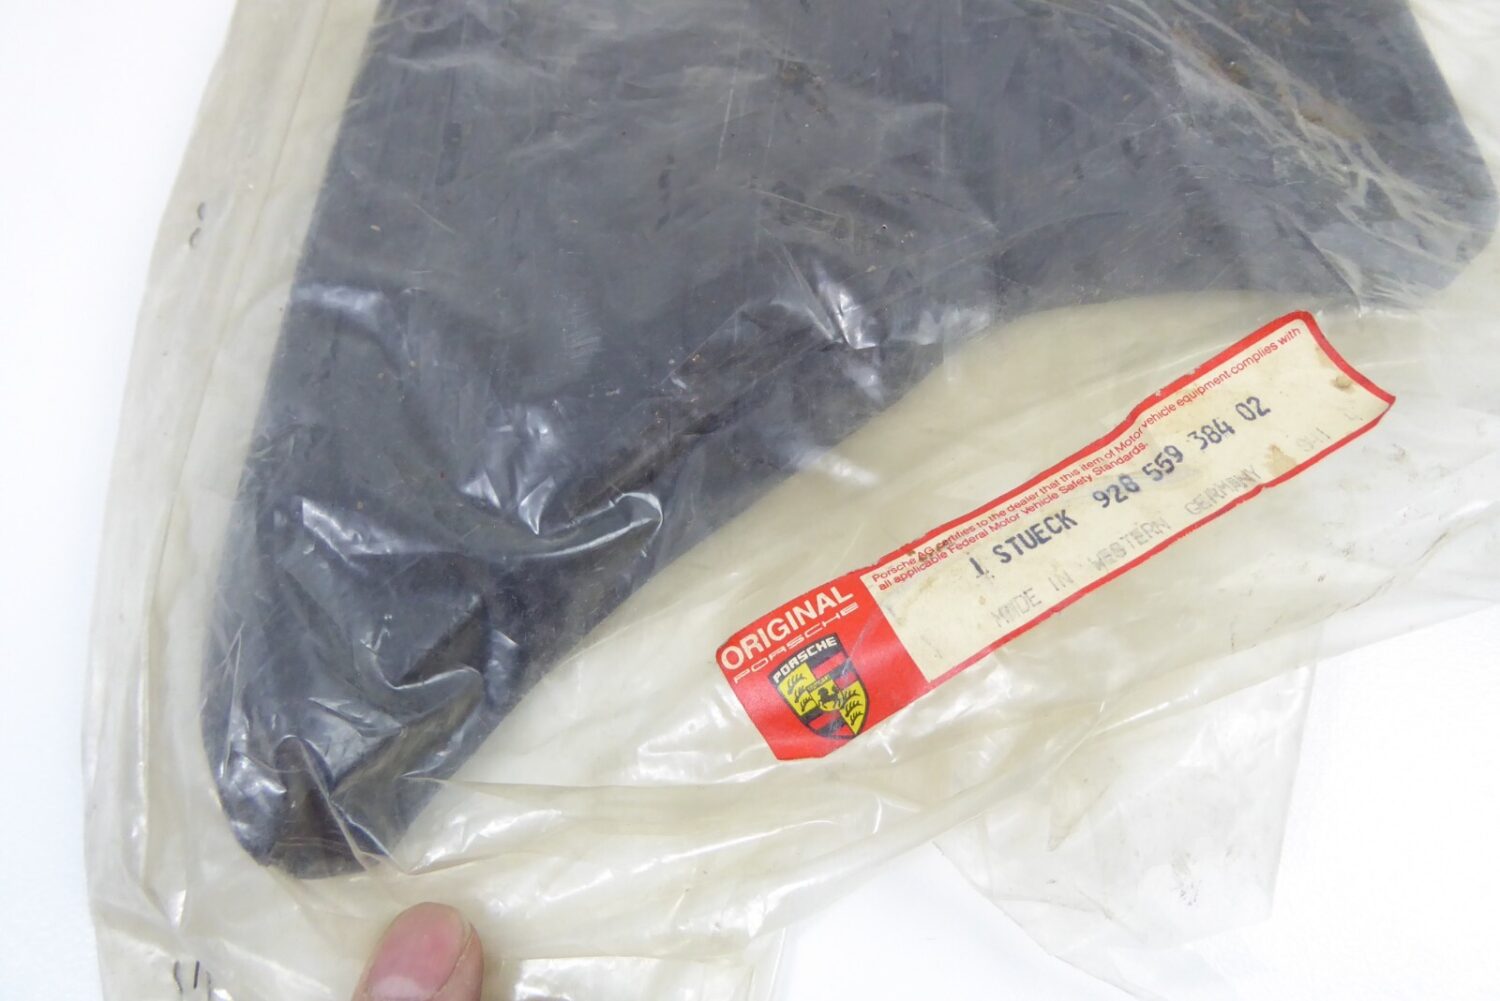 Porsche AG certifies to the dealer that this item of Motor vehicle equipment complies with
all applicable Federal Motor Vehicle Safety Standards.
1 STUECK 928 559 384 02
MADE IN WESTERN GERMANY
ORIGINAL
PORSCHE
PORSCHE